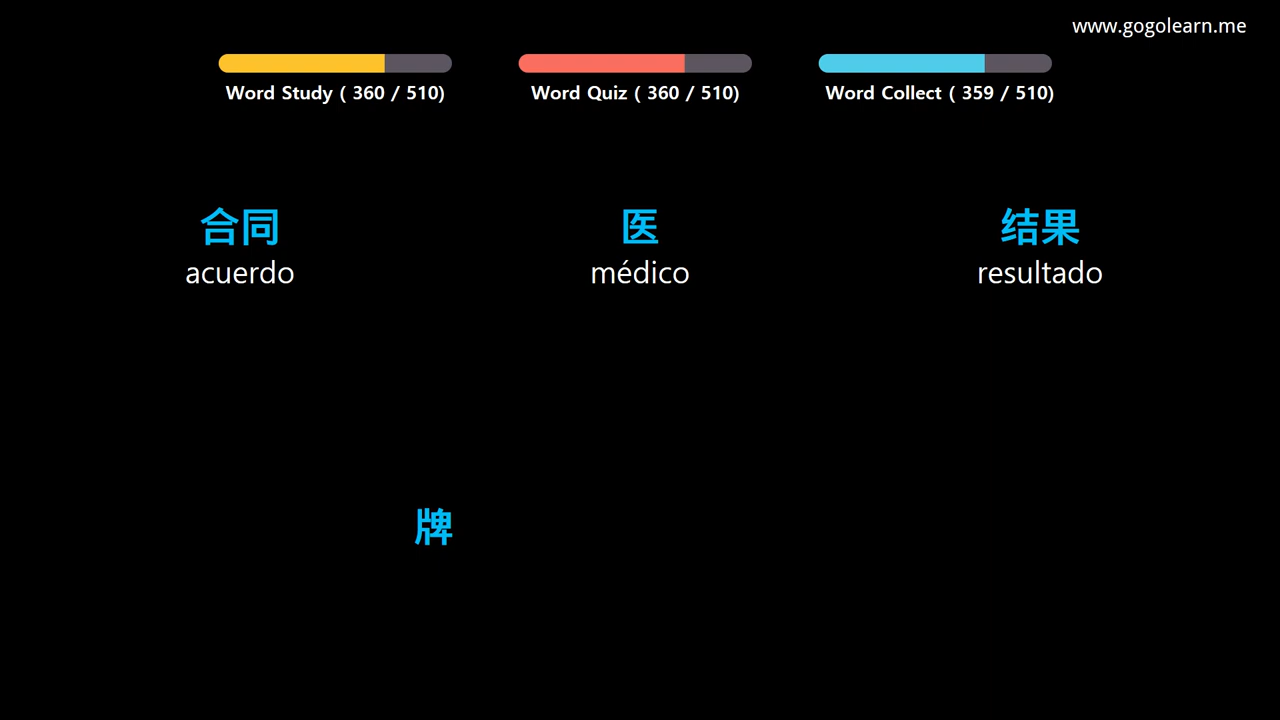 www.gogolearn.me
Word Study ( 360 / 510)
Word Quiz ( 360 / 510)
Word Collect ( 359 / 510)
合同
acuerdo
医
médico
结果
resultado
牌